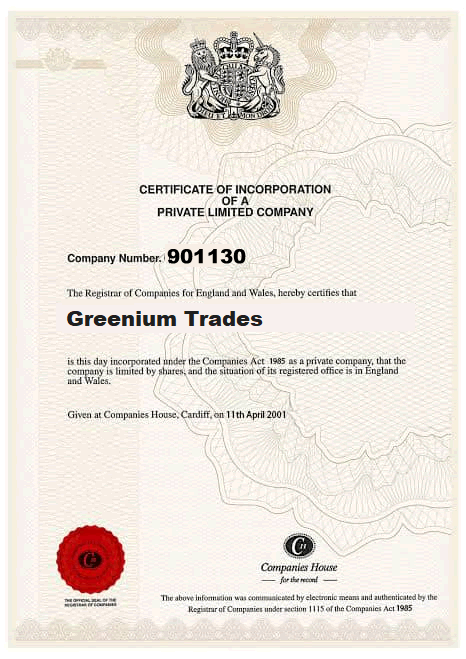 DIEU ET MON DROIT
CERTIFICATE OF INCORPORATION
OF A
PRIVATE LIMITED COMPANY
Company Number. 901130
The Registrar of Companies for England and Wales, hereby certifies that
Greenium Trades
is this day incorporated under the Companies Act 1985 as a private company, that the
company is limited by shares, and the situation of its registered office is in England
and Wales.
Given at Companies House, Cardiff, on 11th April 2001
THE OFFICIAL SEAL OF THE
REGISTRAR OF COMPANIES
Companies House
for the record
The above information was communicated by electronic means and authenticated by the
Registrar of Companies under section 1115 of the Companies Act 1985